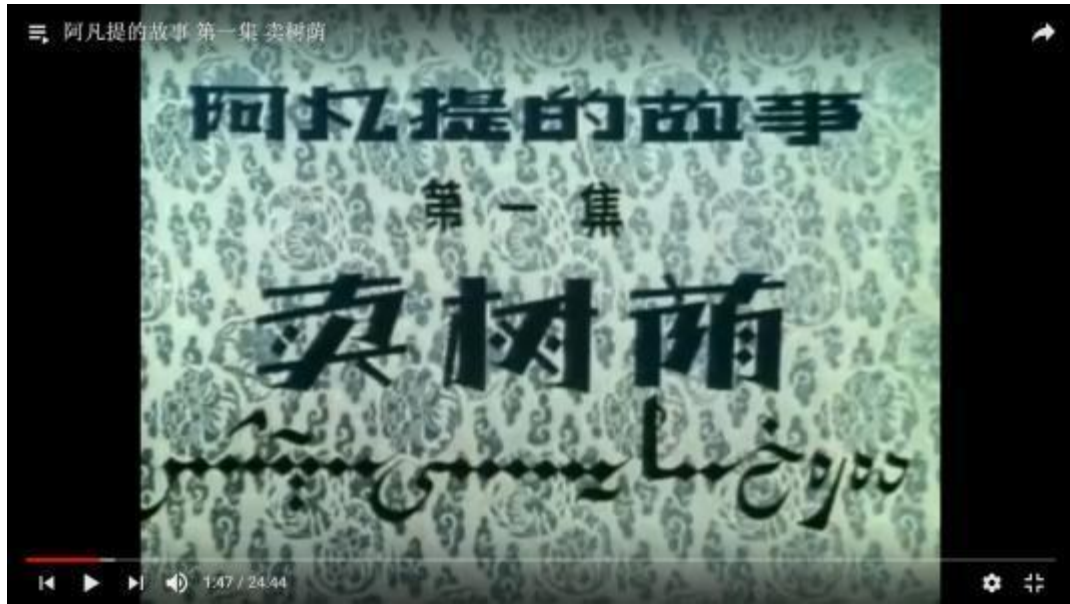 阿凡提的故事 第一集 卖树荫
阿凡提的故事
第一集
卖树荫
1:47 / 24:44